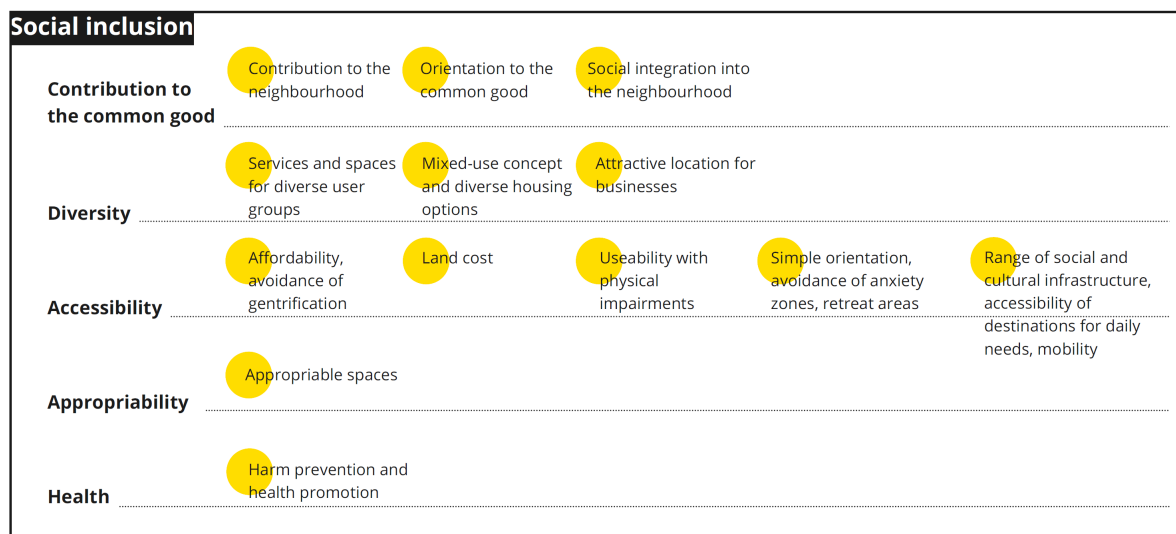 Social inclusion
Contribution to
the common good
Contribution to the
neighbourhood
Orientation to the
common good
Social integration into
the neighbourhood
Diversity
Services and spaces
for diverse user
groups
Mixed-use concept
and diverse housing
options
Attractive location for
businesses
Accessibility
Affordability,
avoidance of
gentrification
Land cost
Useability with
physical
impairments
Simple orientation,
avoidance of anxiety
zones, retreat areas
Range of social and
cultural infrastructure,
accessibility of
destinations for daily
needs, mobility
Appropriability
Appropriable spaces
Health
Harm prevention and
health promotion